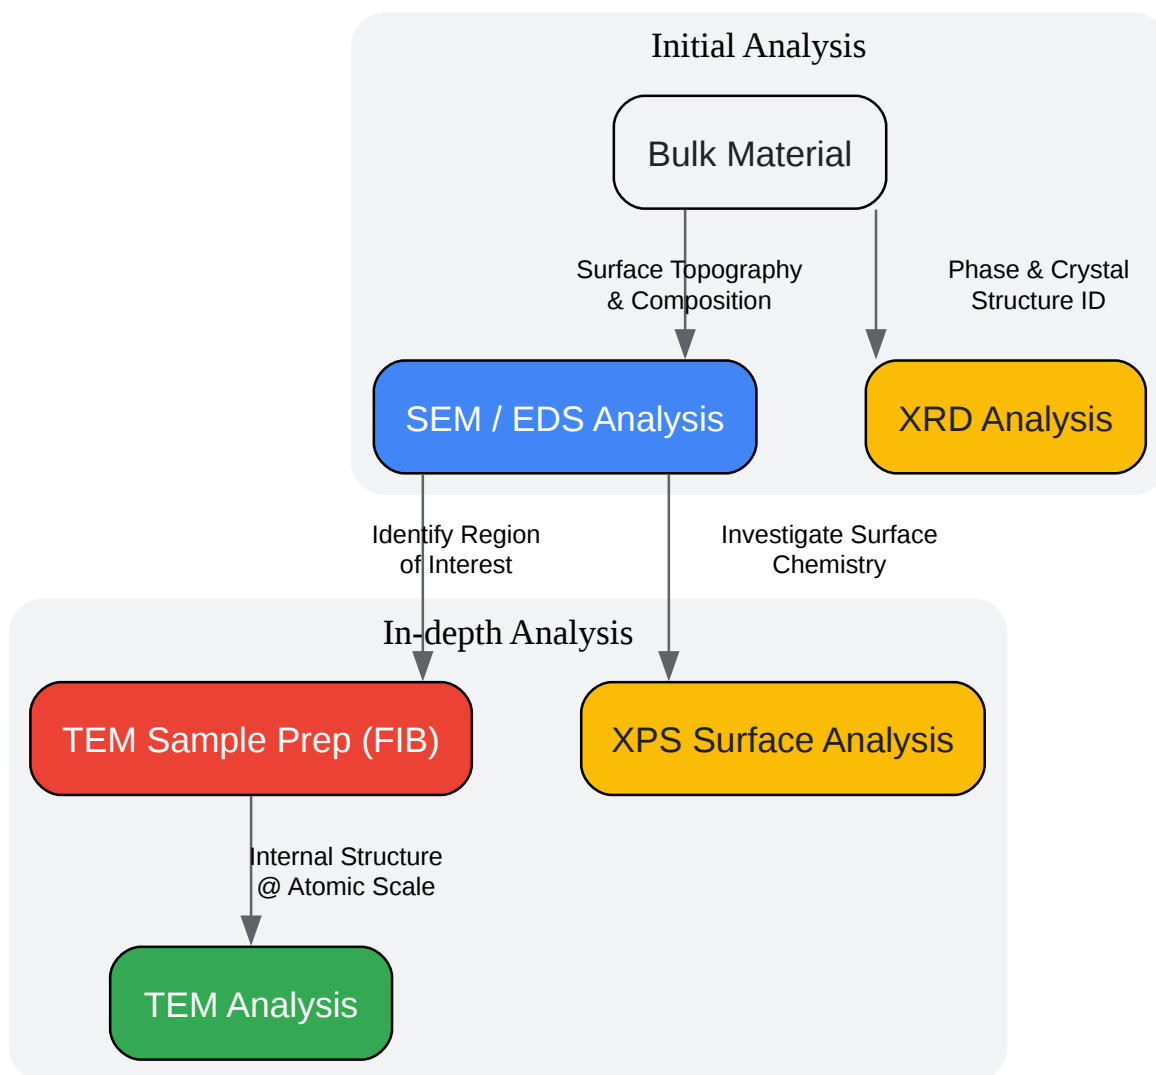 Initial Analysis
Bulk Material
Surface Topography
& Composition
Phase & Crystal
Structure ID
SEM / EDS Analysis
XRD Analysis
Identify Region
of Interest
Investigate Surface
Chemistry
In-depth Analysis
TEM Sample Prep (FIB)
XPS Surface Analysis
Internal Structure
@ Atomic Scale
TEM Analysis